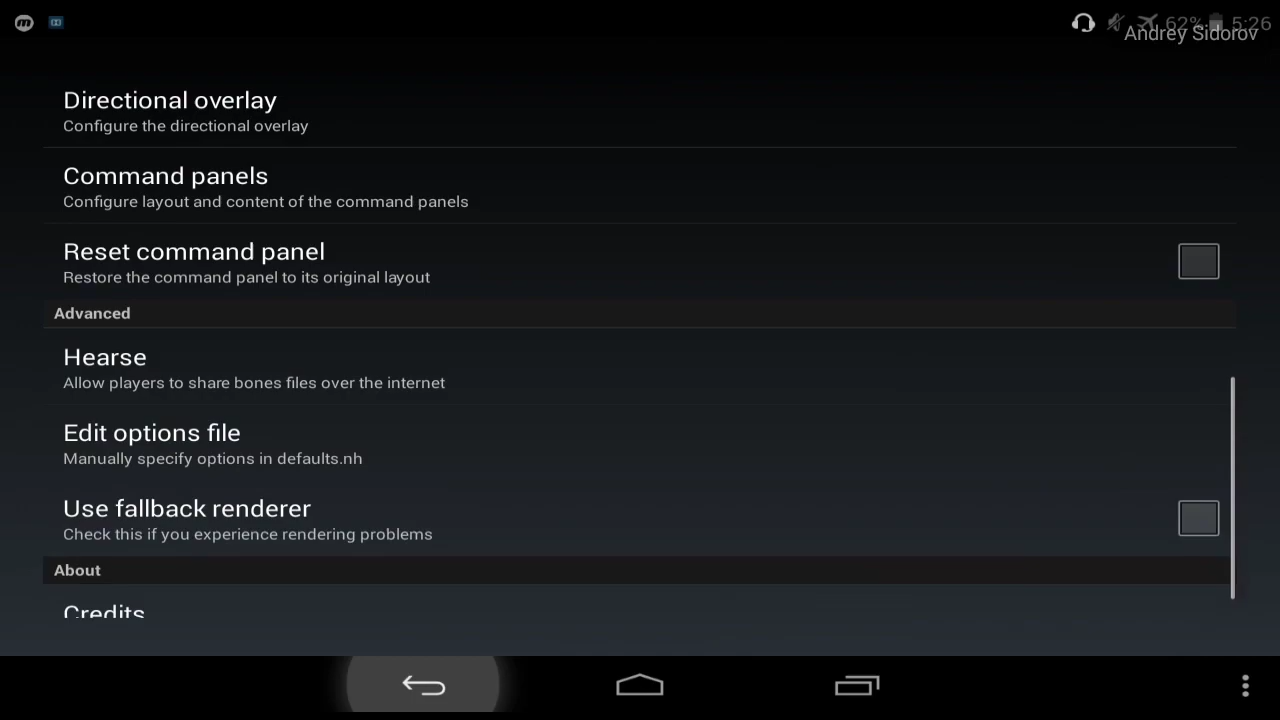 62% 5:26
Andrey Sidorov
Directional overlay
Configure the directional overlay
Command panels
Configure layout and content of the command panels
Reset command panel
Restore the command panel to its original layout
Advanced
Hearse
Allow players to share bones files over the internet
Edit options file
Manually specify options in defaults.nh
Use fallback renderer
Check this if you experience rendering problems
About
Credits